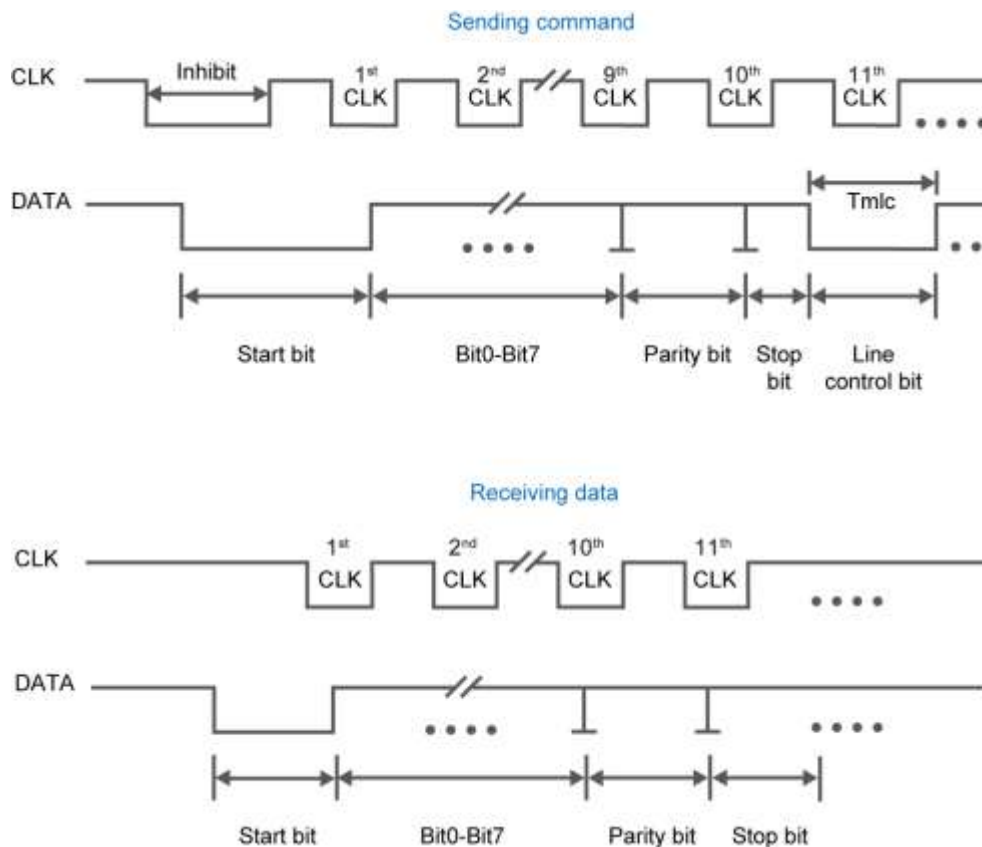 Sending command
CLK
Inhibit
1st CLK
2nd CLK
9th CLK
10th CLK
11th CLK
DATA
Tmlc
Start bit
Bit0-Bit7
Parity bit
Stop bit
Line control bit
Receiving data
CLK
1st CLK
2nd CLK
10th CLK
11th CLK
DATA
Start bit
Bit0-Bit7
Parity bit
Stop bit